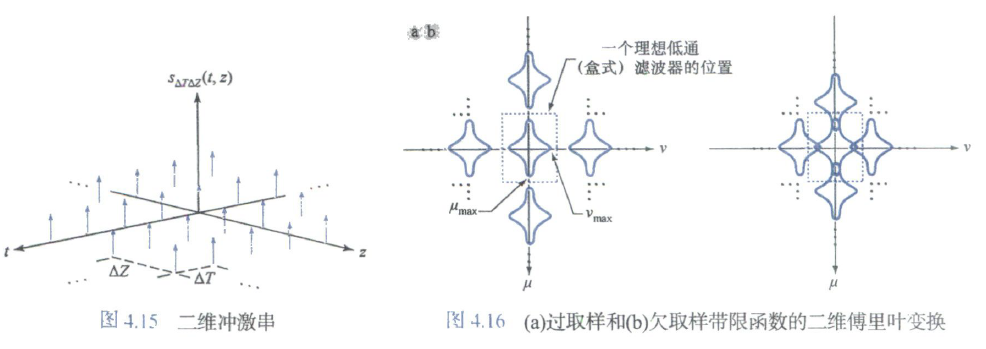 s_{ΔTΔZ}(t, z)
...
...
t
z
ΔZ
ΔT
...
...
图 4.15 二维冲激串
a b
一个理想低通
(盒式) 滤波器的位置
v
μ_max
v_max
μ
v
μ
图 4.16 (a)过取样和(b)欠取样带限函数的二维傅里叶变换